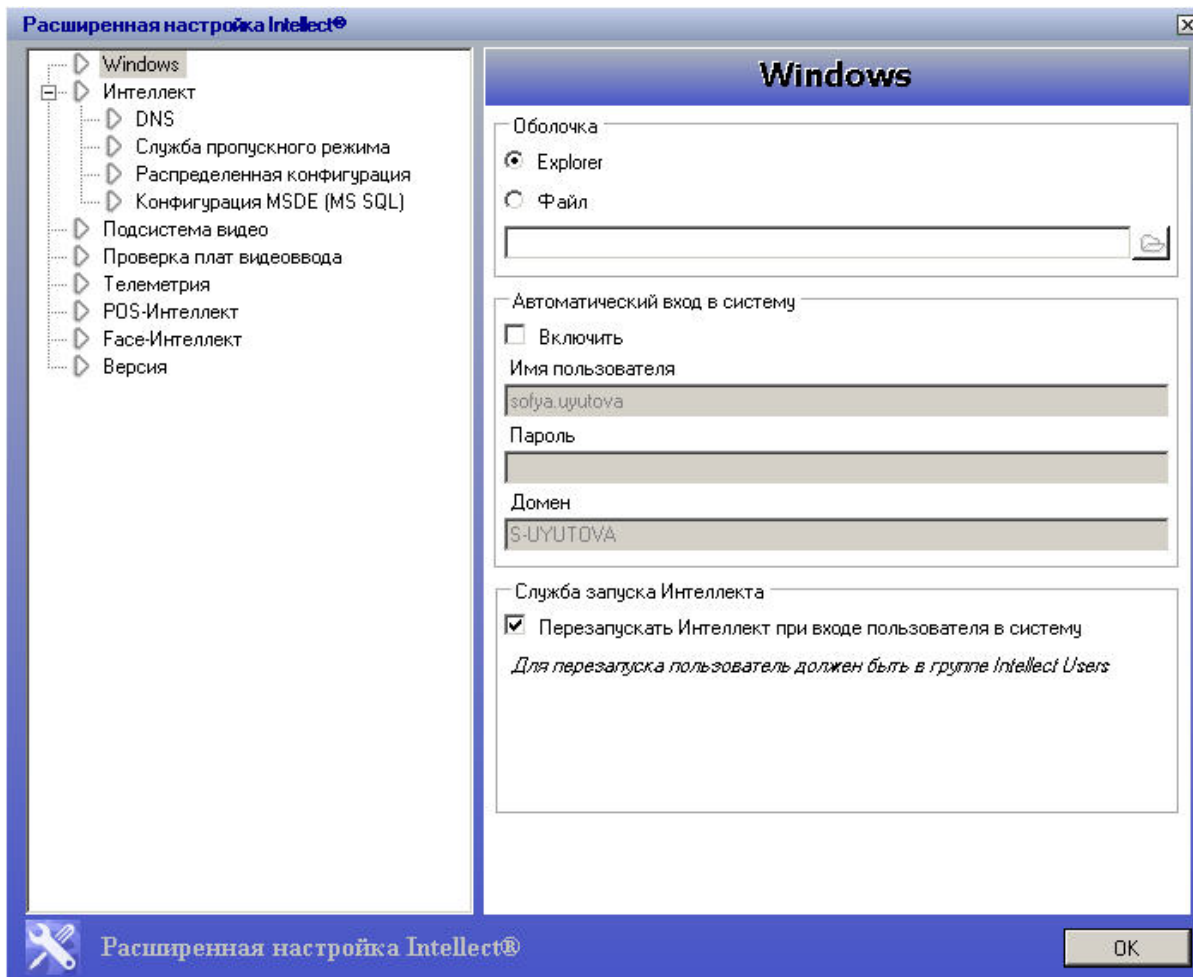 Расширенная настройка Intellect®
Windows
Интеллект
DNS
Служба пропускного режима
Распределенная конфигурация
Конфигурация MSDE (MS SQL)
Подсистема видео
Проверка плат видеоввода
Телеметрия
POS-Интеллект
Face-Интеллект
Версия
Windows
Оболочка
Explorer
Файл
Автоматический вход в систему
Включить
Имя пользователя
sofya.uyutova
Пароль
Домен
S-UYUTOVA
Служба запуска Интеллекта
Перезапускать Интеллект при входе пользователя в систему
Для перезапуска пользователь должен быть в группе Intellect Users
Расширенная настройка Intellect®
OK